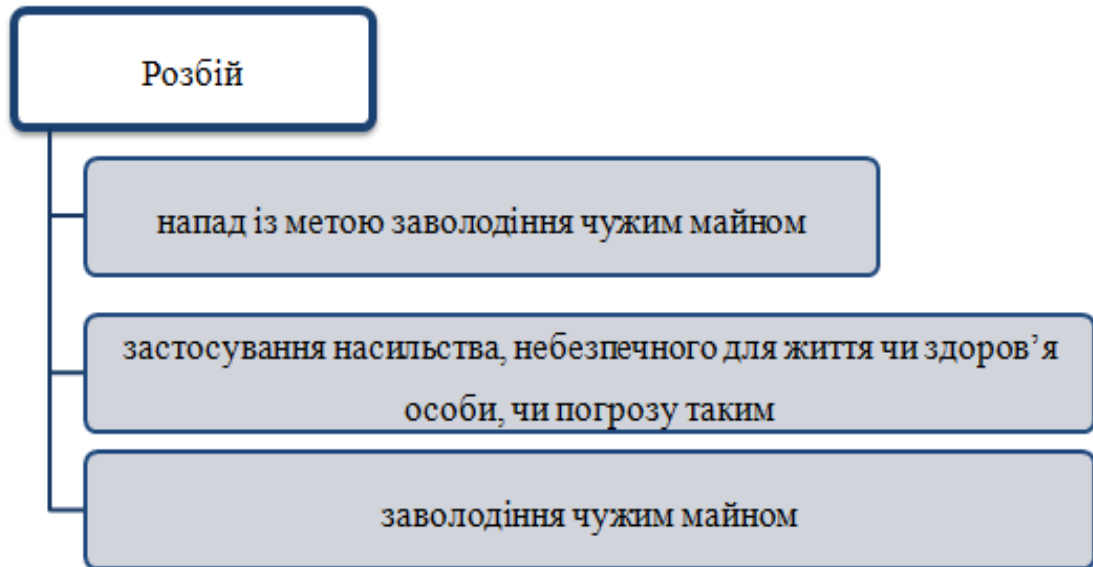 Розбій
напад із метою заволодіння чужим майном
застосування насильства, небезпечного для життя чи здоров’я
особи, чи погрозу таким
заволодіння чужим майном